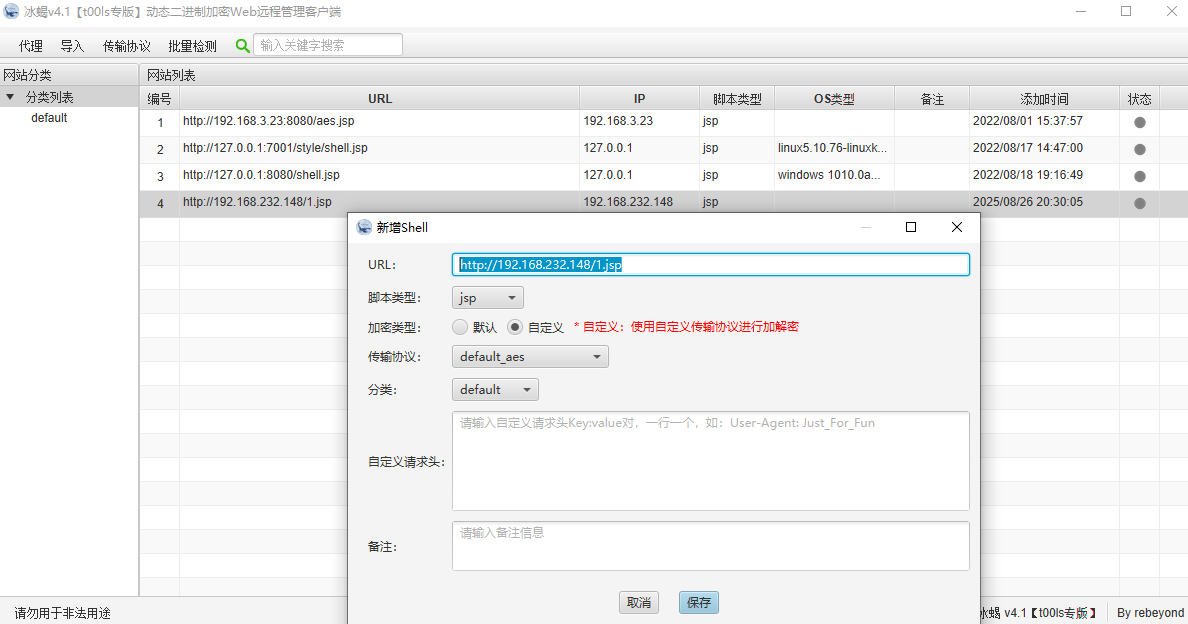 冰蝎v4.1【t00ls专版】动态二进制加密Web远程管理客户端
代理 导入 传输协议 批量检测 输入关键字搜索
网站分类 网站列表
分类列表
default
编号 URL IP 脚本类型 OS类型 备注 添加时间 状态
1 http://192.168.3.23:8080/aes.jsp 192.168.3.23 jsp 2022/08/01 15:37:57
2 http://127.0.0.1:7001/style/shell.jsp 127.0.0.1 jsp linux5.10.76-linuxk... 2022/08/17 14:47:00
3 http://127.0.0.1:8080/shell.jsp 127.0.0.1 jsp windows 1010.0a... 2022/08/18 19:16:49
4 http://192.168.232.148/1.jsp 192.168.232.148 jsp 2025/08/26 20:30:05
新增Shell
URL: http://192.168.232.148/1.jsp
脚本类型: jsp
加密类型: 默认 自定义 * 自定义：使用自定义传输协议进行加解密
传输协议: default_aes
分类: default
自定义请求头: 请输入自定义请求头Key:value对，一行一个，如：User-Agent: Just_For_Fun
备注: 请输入备注信息
取消 保存
请勿用于非法用途 冰蝎 v4.1【t00ls专版】 By rebeyond